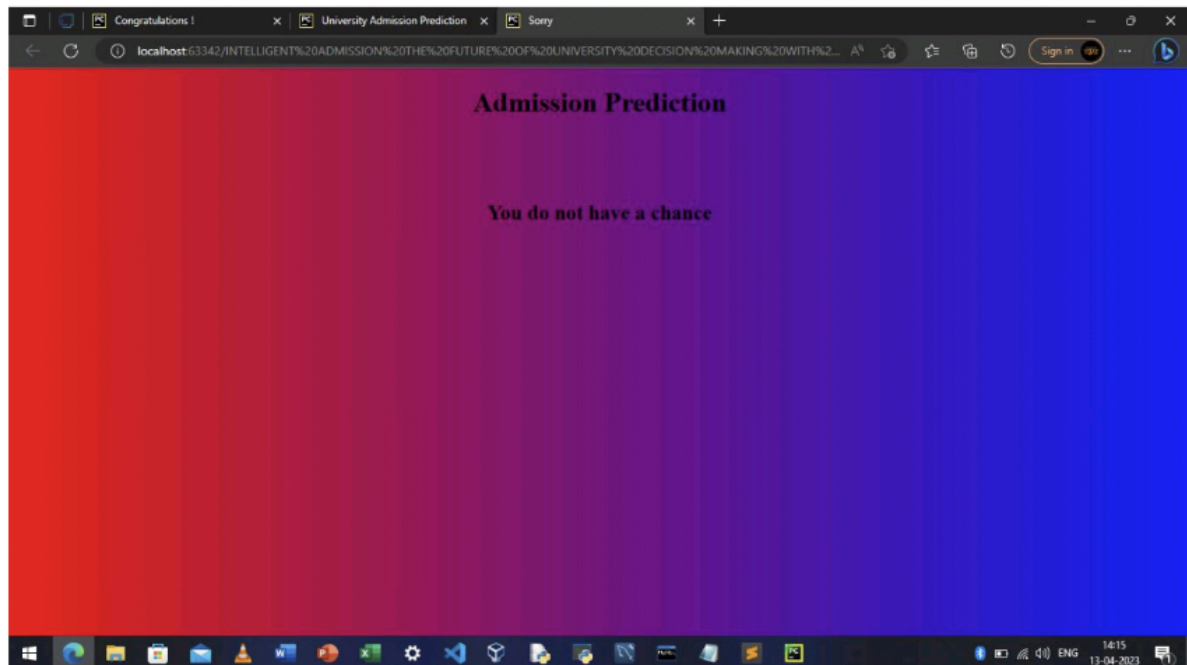 Congratulations ! University Admission Prediction Sorry
localhost:63342/INTELLIGENT%20ADMISSION%20THE%20FUTURE%20OF%20UNIVERSITY%20DECISION%20MAKING%20WITH%2... Sign in
Admission Prediction
You do not have a chance
ENG 14:15
13-04-2023